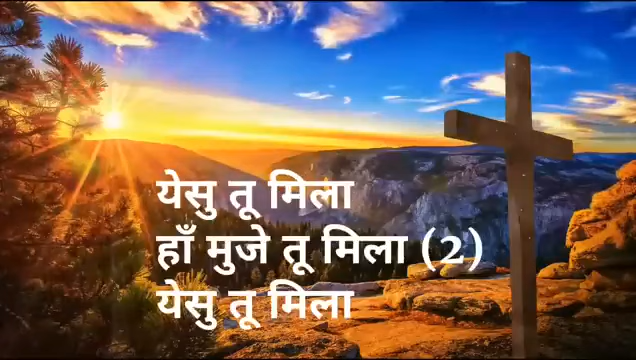 येसु तू मिला
हाँ मुजे तू मिला (2)
येसु तू मिला